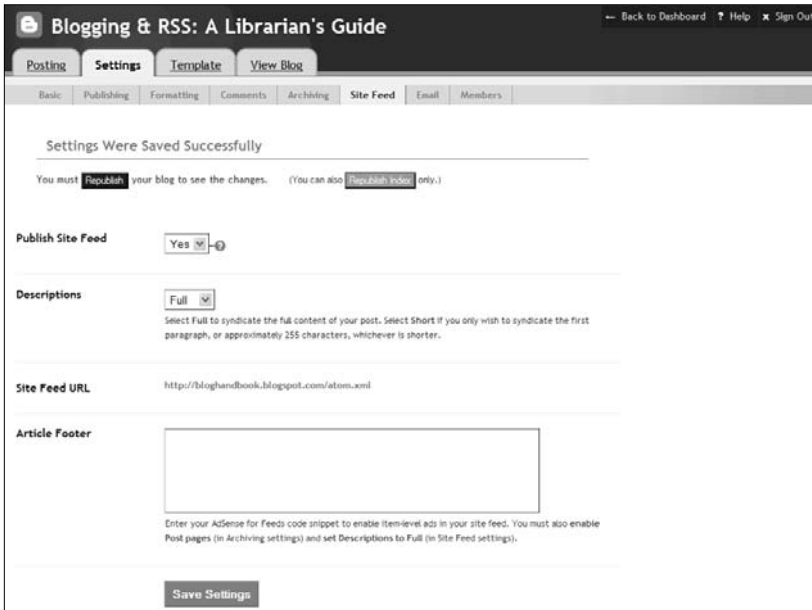 Blogging & RSS: A Librarian's Guide
← Back to Dashboard ? Help x Sign Out
Posting Settings Template View Blog
Basic Publishing Formatting Comments Archiving Site Feed Email Members
Settings Were Saved Successfully
You must Republish your blog to see the changes. (You can also Republish Index only.)
Publish Site Feed Yes
Descriptions Full
Select Full to syndicate the full content of your post. Select Short if you only wish to syndicate the first
paragraph, or approximately 255 characters, whichever is shorter.
Site Feed URL http://bloghandbook.blogspot.com/atom.xml
Article Footer
Enter your AdSense for Feeds code snippet to enable item-level ads in your site feed. You must also enable
Post pages (in Archiving settings) and set Descriptions to Full (in Site Feed settings).
Save Settings